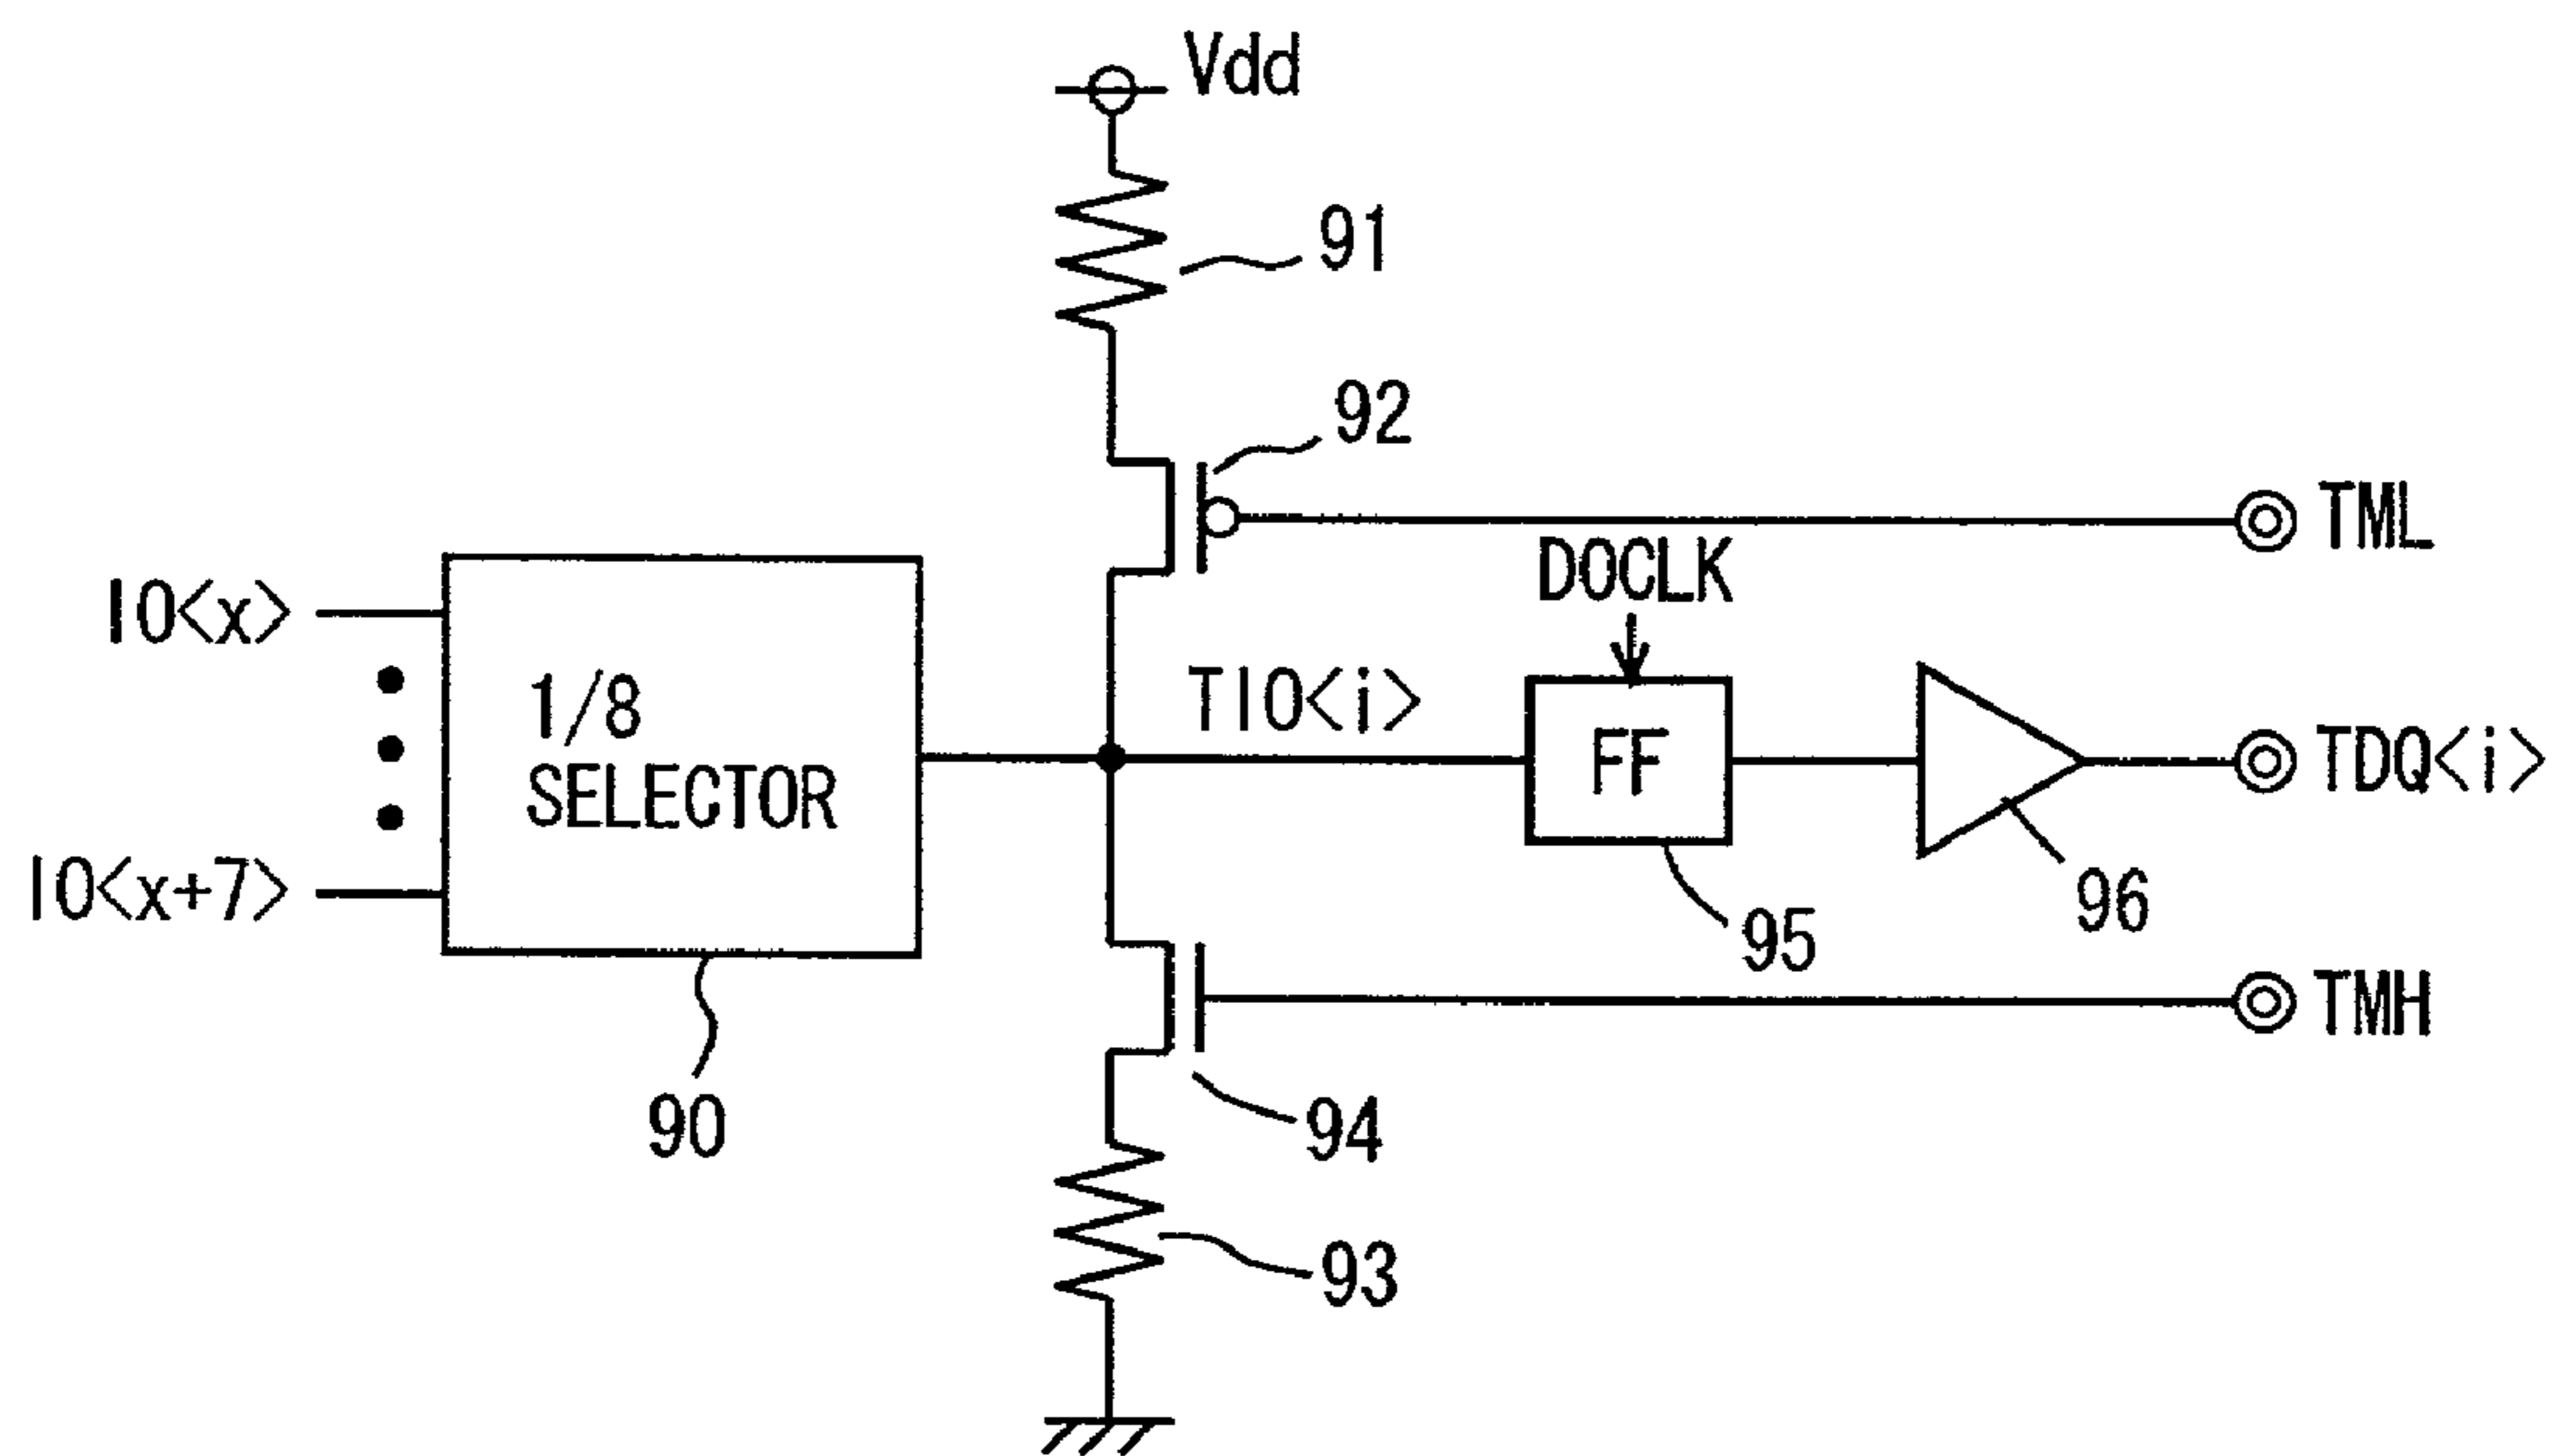 Vdd
91
92
TML
DOCLK
IO<x>
TIO<i>
1/8
SELECTOR
FF
TDQ<i>
IO<x+7>
96
95
TMH
90
94
93